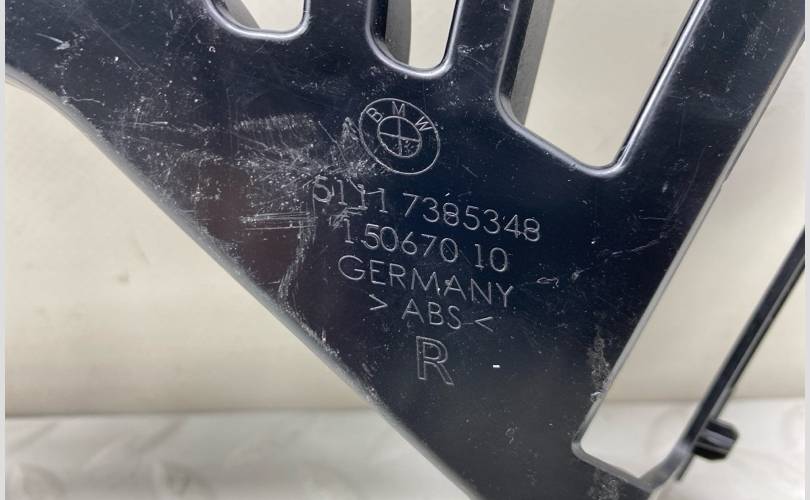 BMW
5111 7385348
150670 10
GERMANY
> ABS <
R